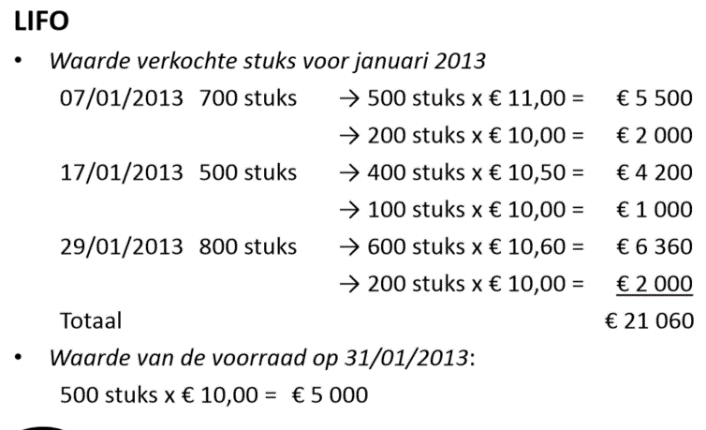 LIFO
• Waarde verkochte stuks voor januari 2013
07/01/2013 700 stuks → 500 stuks x € 11,00 = € 5 500
→ 200 stuks x € 10,00 = € 2 000
17/01/2013 500 stuks → 400 stuks x € 10,50 = € 4 200
→ 100 stuks x € 10,00 = € 1 000
29/01/2013 800 stuks → 600 stuks x € 10,60 = € 6 360
→ 200 stuks x € 10,00 = € 2 000
Totaal € 21 060
• Waarde van de voorraad op 31/01/2013:
500 stuks x € 10,00 = € 5 000